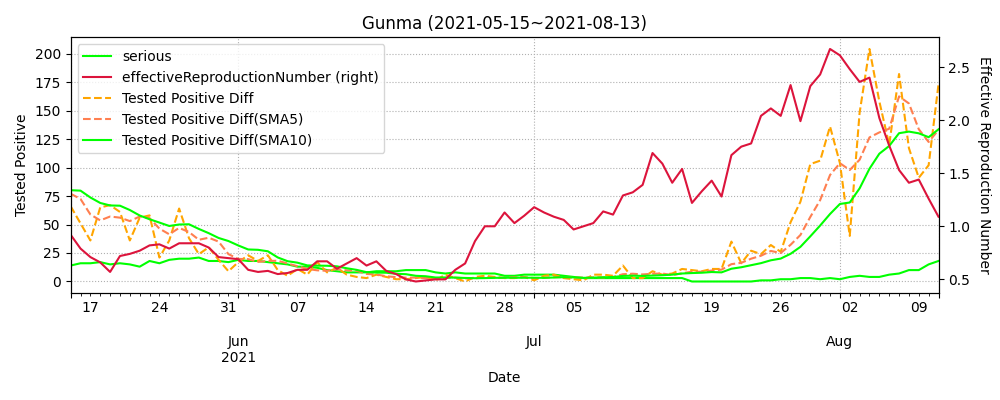 Gunma (2021-05-15~2021-08-13)
serious
effectiveReproductionNumber (right)
Tested Positive Diff
Tested Positive Diff(SMA5)
Tested Positive Diff(SMA10)
Tested Positive
200
175
150
125
100
75
50
25
0
2.5
2.0
1.5
1.0
0.5
Effective Reproduction Number
17 24 31 07 14 21 28 05 12 19 26 02 09
Jun Jul Aug
2021
Date